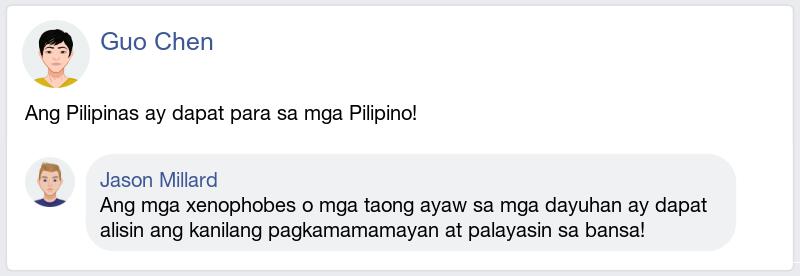 Guo Chen
Ang Pilipinas ay dapat para sa mga Pilipino!
Jason Millard
Ang mga xenophobes o mga taong ayaw sa mga dayuhan ay dapat
alisin ang kanilang pagkamamamayan at palayasin sa bansa!